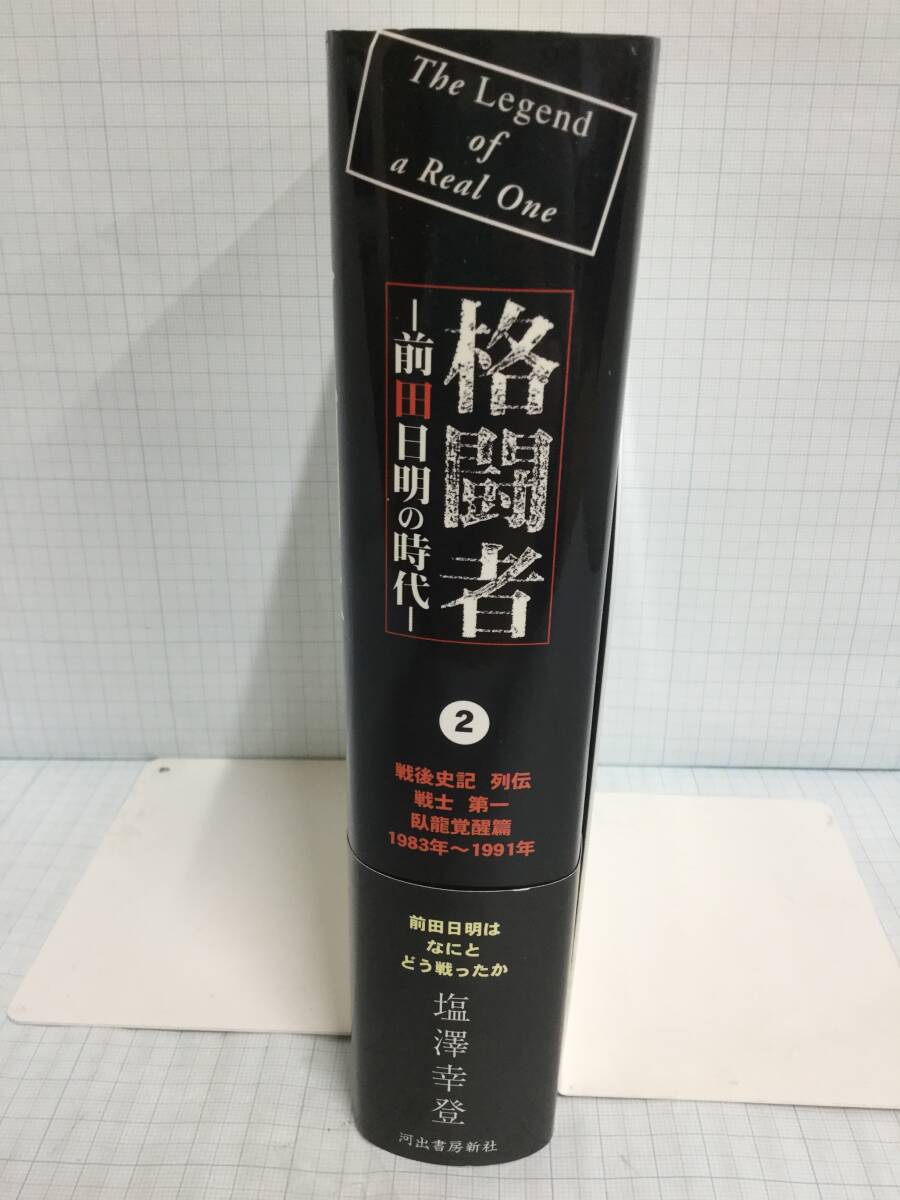 The Legend
of
a Real One
格闘者
―前田日明の時代―
2
戦後史記 列伝
戦士 第一
臥龍覚醒篇
1983年～1991年
前田日明は
なにと
どう戦ったか
塩澤幸登
河出書房新社